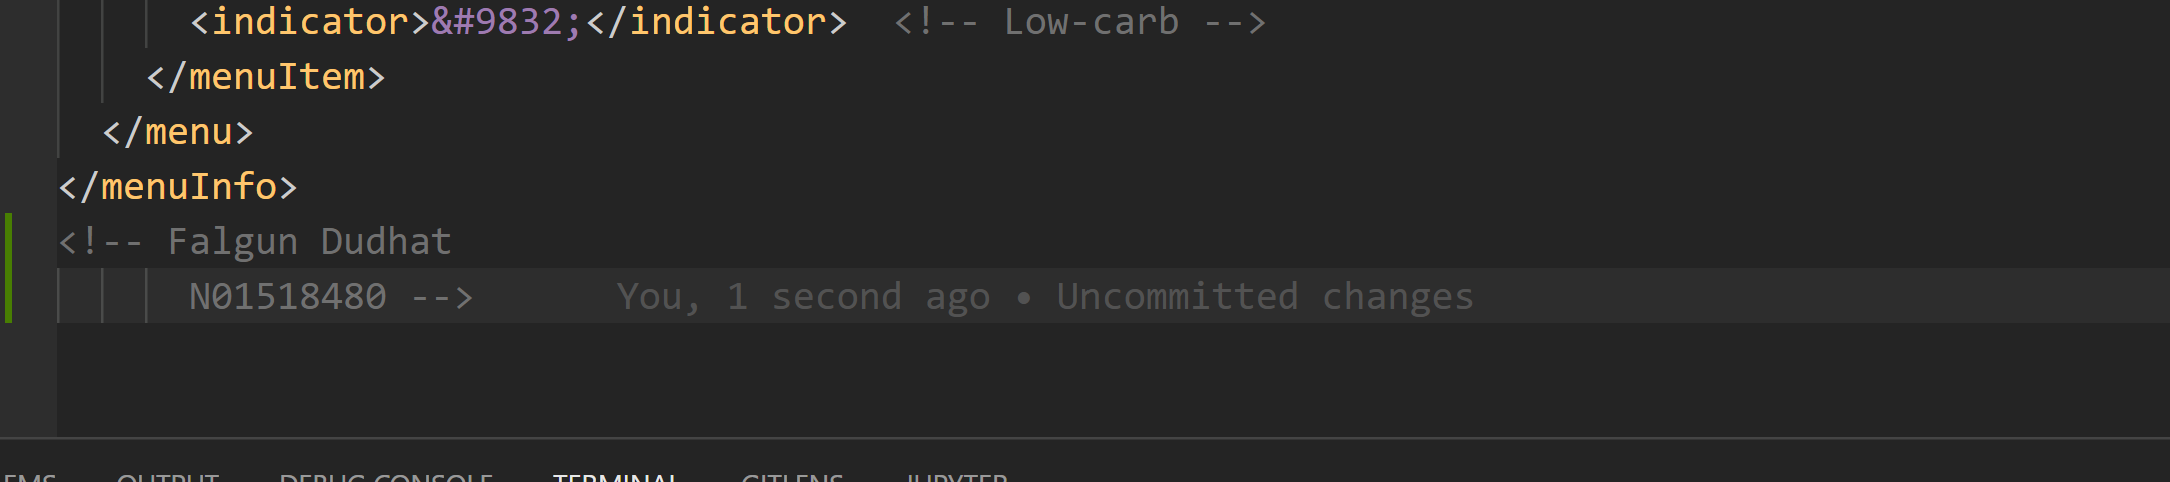 <indicator>&#9832;</indicator>  <!-- Low-carb -->
</menuItem>
</menu>
</menuInfo>
<!-- Falgun Dudhat
N01518480 -->  You, 1 second ago • Uncommitted changes
EMS OUTPUT DEBUG CONSOLE TERMINAL GITLENS JUPYTER